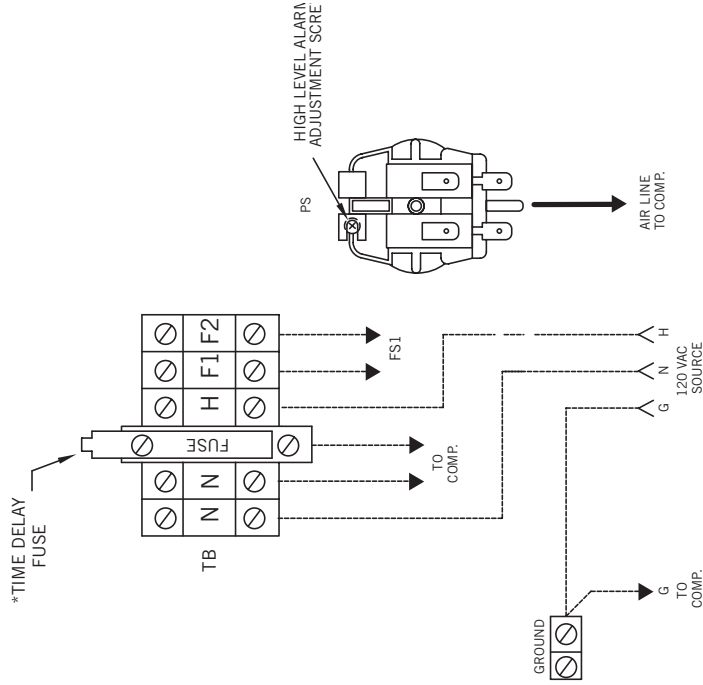 *TIME DELAY
FUSE
HIGH LEVEL ALARM
ADJUSTMENT SCRE
PS
TB
N
N
FUSE
H
F1
F2
AIR LINE
TO COMP.
TO
COMP.
FS1
GROUND
G
TO
COMP.
G
N
H
120 VAC
SOURCE